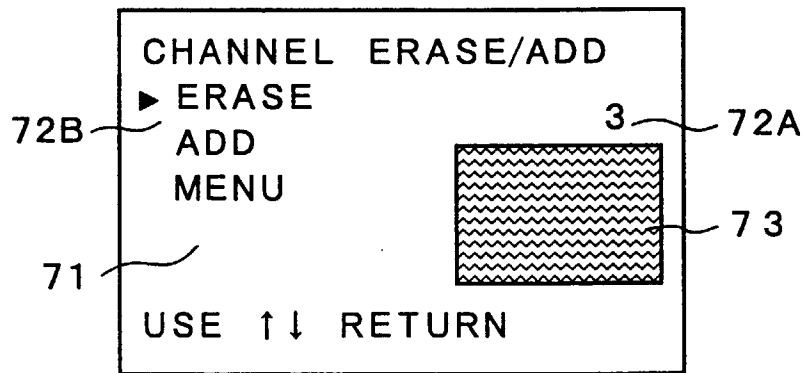 CHANNEL ERASE/ADD
▶ ERASE
72B
3
72A
ADD
MENU
73
71
USE ↑↓ RETURN